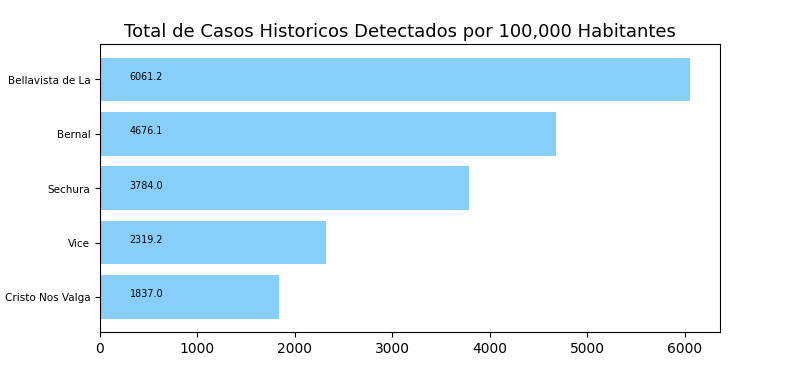 Total de Casos Historicos Detectados por 100,000 Habitantes
Bellavista de La
6061.2
Bernal
4676.1
Sechura
3784.0
Vice
2319.2
Cristo Nos Valga
1837.0
0 1000 2000 3000 4000 5000 6000